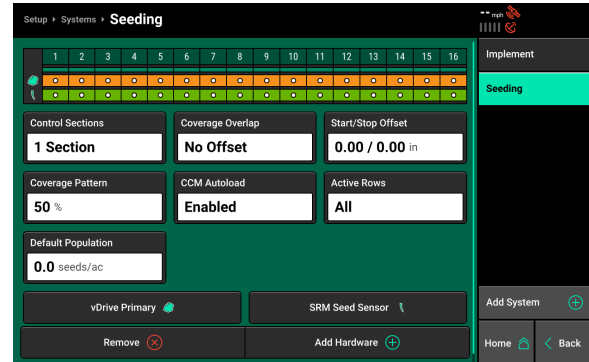 Setup › Systems › Seeding
-- mph
Implement
Seeding
1 2 3 4 5 6 7 8 9 10 11 12 13 14 15 16
Control Sections
1 Section
Coverage Overlap
No Offset
Start/Stop Offset
0.00 / 0.00 in
Coverage Pattern
50 %
CCM Autoload
Enabled
Active Rows
All
Default Population
0.0 seeds/ac
vDrive Primary
SRM Seed Sensor
Remove
Add Hardware
Add System
Home
Back